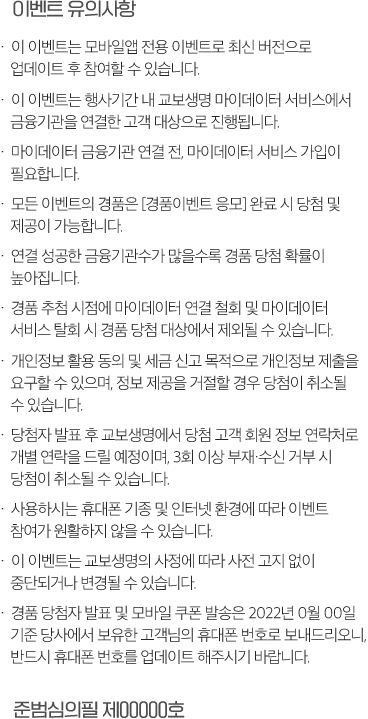 이벤트 유의사항
· 이 이벤트는 모바일앱 전용 이벤트로 최신 버전으로
업데이트 후 참여할 수 있습니다.
· 이 이벤트는 행사기간 내 교보생명 마이데이터 서비스에서
금융기관을 연결한 고객 대상으로 진행됩니다.
· 마이데이터 금융기관 연결 전, 마이데이터 서비스 가입이
필요합니다.
· 모든 이벤트의 경품은 [경품이벤트 응모] 완료 시 당첨 및
제공이 가능합니다.
· 연결 성공한 금융기관수가 많을수록 경품 당첨 확률이
높아집니다.
· 경품 추첨 시점에 마이데이터 연결 철회 및 마이데이터
서비스 탈회 시 경품 당첨 대상에서 제외될 수 있습니다.
· 개인정보 활용 동의 및 세금 신고 목적으로 개인정보 제출을
요구할 수 있으며, 정보 제공을 거절할 경우 당첨이 취소될
수 있습니다.
· 당첨자 발표 후 교보생명에서 당첨 고객 회원 정보 연락처로
개별 연락을 드릴 예정이며, 3회 이상 부재·수신 거부 시
당첨이 취소될 수 있습니다.
· 사용하시는 휴대폰 기종 및 인터넷 환경에 따라 이벤트
참여가 원활하지 않을 수 있습니다.
· 이 이벤트는 교보생명의 사정에 따라 사전 고지 없이
중단되거나 변경될 수 있습니다.
· 경품 당첨자 발표 및 모바일 쿠폰 발송은 2022년 0월 00일
기준 당사에서 보유한 고객님의 휴대폰 번호로 보내드리오니,
반드시 휴대폰 번호를 업데이트 해주시기 바랍니다.
준범심의필 제00000호